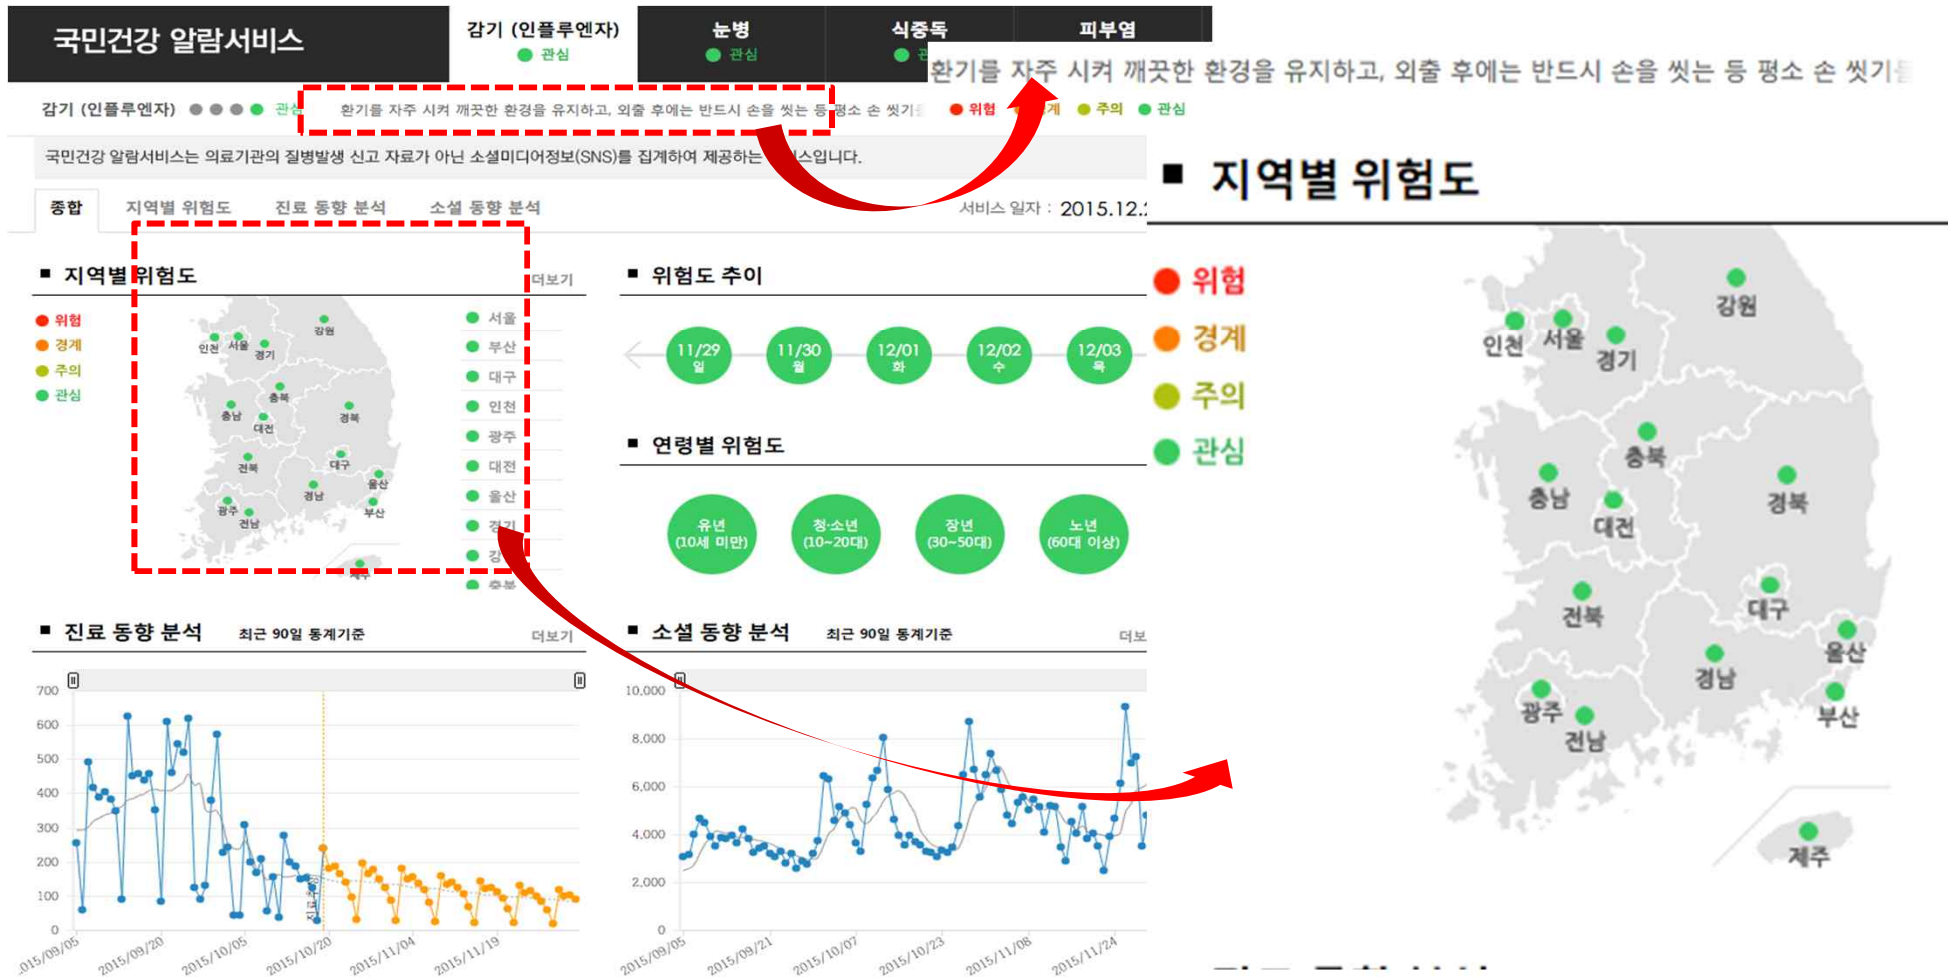 국민건강 알람서비스
감기 (인플루엔자)
관심
눈병
관심
식중독
피부염
환기를 자주 시켜 깨끗한 환경을 유지하고, 외출 후에는 반드시 손을 씻는 등 평소 손 씻기를
감기 (인플루엔자) 관심 환기를 자주 시켜 깨끗한 환경을 유지하고, 외출 후에는 반드시 손을 씻는 등 평소 손 씻기를 위험 주의 관심
국민건강 알람서비스는 의료기관의 질병발생 신고 자료가 아닌 소셜미디어정보(SNS)를 집계하여 제공하는
종합 지역별 위험도 진료 동향 분석 소셜 동향 분석
서비스 일자 : 2015.12.
지역별 위험도 더보기
위험
경계
주의
관심
강원
인천 서울 경기
충북
충남 대전 경북
전북 대구
울산
경남
광주 부산
전남
제주
서울
부산
대구
인천
광주
대전
울산
경기
충북
위험도 추이
11/29 일
11/30 월
12/01 화
12/02 수
12/03 목
연령별 위험도
유년 (10세 미만)
청·소년 (10~20대)
장년 (30~50대)
노년 (60대 이상)
진료 동향 분석 최근 90일 통계기준 더보기
700
600
500
400
300
200
100
0
2015/09/20 2015/10/05 2015/10/20 2015/11/04 2015/11/19
소셜 동향 분석 최근 90일 통계기준 더보
10,000
8,000
6,000
4,000
2,000
0
2015/09/05 2015/09/21 2015/10/07 2015/10/23 2015/11/08 2015/11/24
지역별 위험도
위험
경계
주의
관심
강원
인천 서울 경기
충북
충남 대전 경북
전북 대구
울산
경남
광주 부산
전남
제주